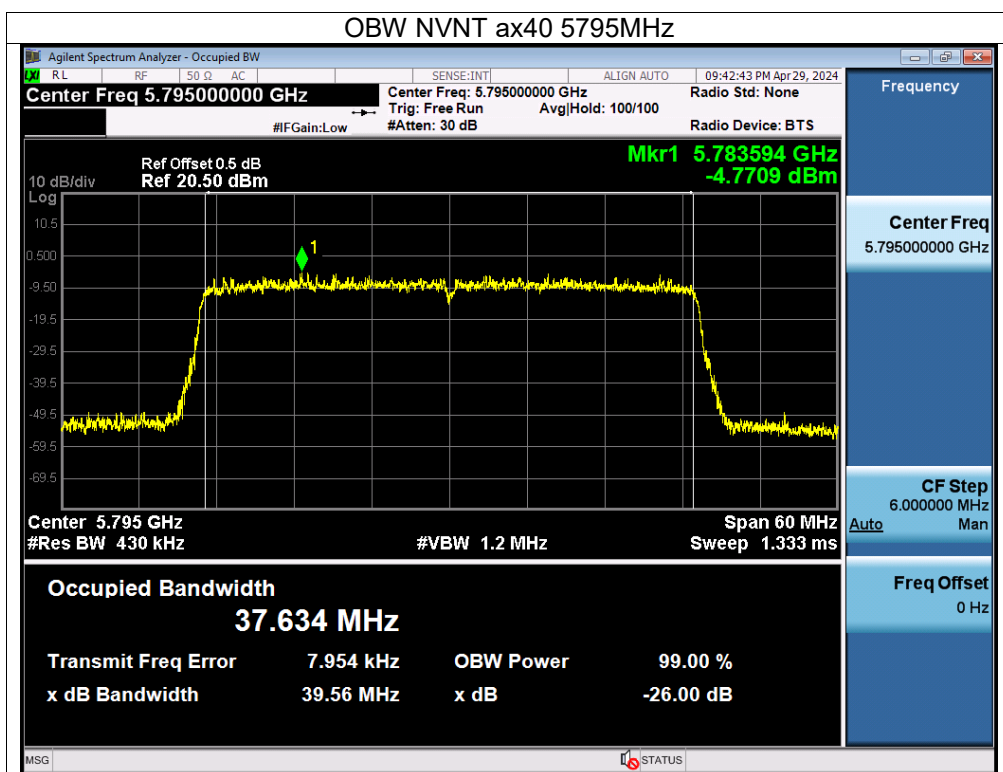 OBW NVNT ax40 5795MHz
Agilent Spectrum Analyzer - Occupied BW
LXI RL RF 50 Ω AC SENSE:INT ALIGN AUTO 09:42:43 PM Apr 29, 2024
Center Freq 5.795000000 GHz Center Freq: 5.795000000 GHz Radio Std: None
Trig: Free Run Avg|Hold: 100/100
#IFGain:Low #Atten: 30 dB Radio Device: BTS
Mkr1 5.783594 GHz
-4.7709 dBm
Ref Offset 0.5 dB
10 dB/div Ref 20.50 dBm
Log
10.5
0.500
-9.50
-19.5
-29.5
-39.5
-49.5
-59.5
-69.5
1
Center 5.795 GHz Span 60 MHz
#Res BW 430 kHz #VBW 1.2 MHz Sweep 1.333 ms
Occupied Bandwidth
37.634 MHz
Transmit Freq Error 7.954 kHz OBW Power 99.00 %
x dB Bandwidth 39.56 MHz x dB -26.00 dB
Frequency
Center Freq
5.795000000 GHz
CF Step
6.000000 MHz
Auto Man
Freq Offset
0 Hz
MSG STATUS